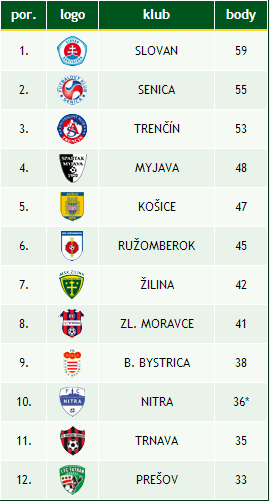 por. logo klub body
1. SLOVAN 59
2. SENICA 55
3. TRENČÍN 53
4. SPARTAK MYJAVA MYJAVA 48
5. KOŠICE 47
6. RUŽOMBEROK 45
7. MŠK ŽILINA ŽILINA 42
8. ZL. MORAVCE 41
9. B. BYSTRICA 38
10. FC NITRA NITRA 36*
11. TRNAVA 35
12. PREŠOV 33